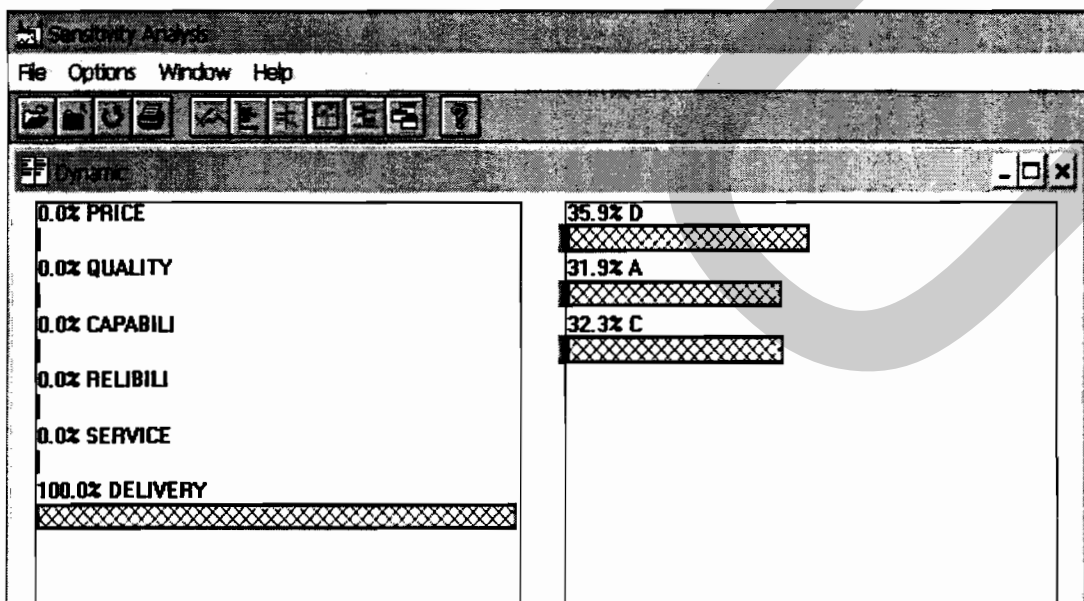 Sensitivity Analysis
File Options Window Help
Dynamic
0.0% PRICE
0.0% QUALITY
0.0% CAPABILI
0.0% RELIBILI
0.0% SERVICE
100.0% DELIVERY
35.9% D
31.9% A
32.3% C